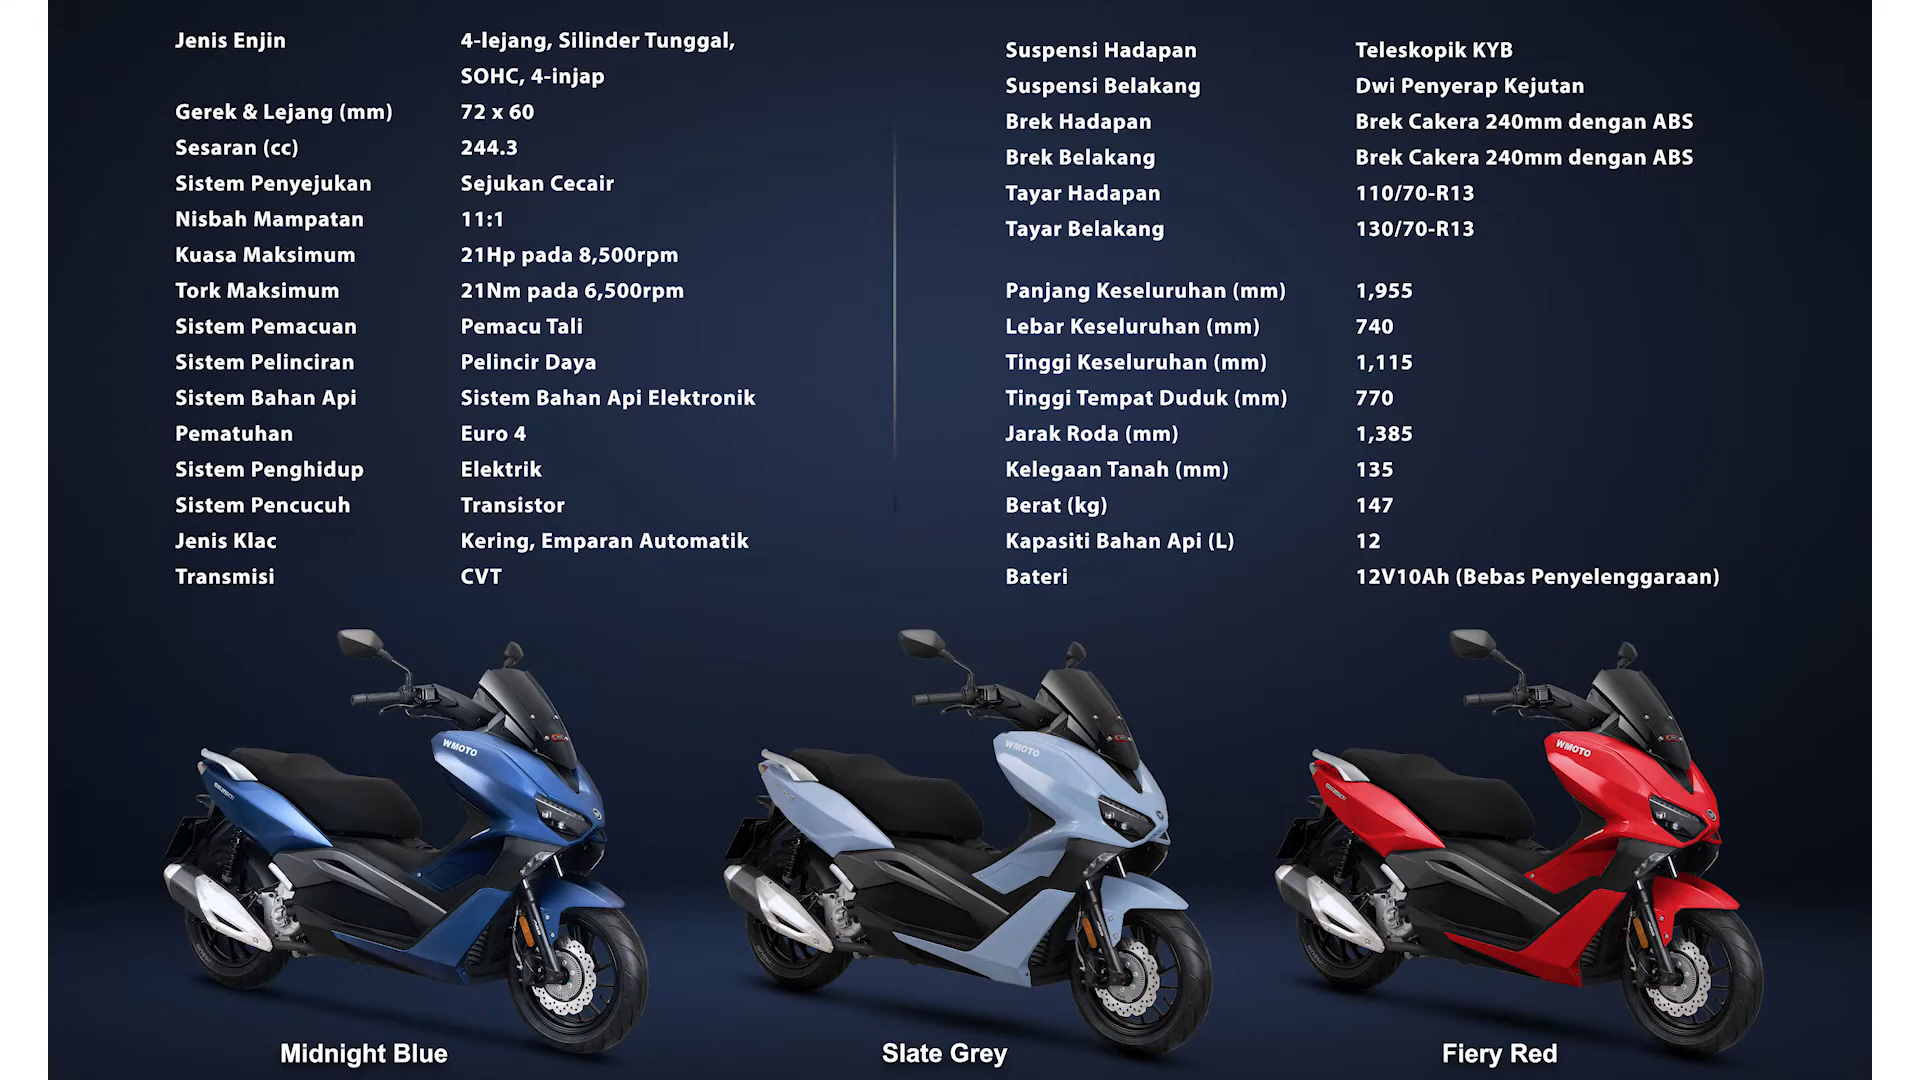 Jenis Enjin 4-lejang, Silinder Tunggal,
SOHC, 4-injap
Gerek & Lejang (mm) 72 x 60
Sesaran (cc) 244.3
Sistem Penyejukan Sejukan Cecair
Nisbah Mampatan 11:1
Kuasa Maksimum 21Hp pada 8,500rpm
Tork Maksimum 21Nm pada 6,500rpm
Sistem Pemacuan Pemacu Tali
Sistem Pelinciran Pelincir Daya
Sistem Bahan Api Sistem Bahan Api Elektronik
Pematuhan Euro 4
Sistem Penghidup Elektrik
Sistem Pencucuh Transistor
Jenis Klac Kering, Emparan Automatik
Transmisi CVT
Suspensi Hadapan Teleskopik KYB
Suspensi Belakang Dwi Penyerap Kejutan
Brek Hadapan Brek Cakera 240mm dengan ABS
Brek Belakang Brek Cakera 240mm dengan ABS
Tayar Hadapan 110/70-R13
Tayar Belakang 130/70-R13
Panjang Keseluruhan (mm) 1,955
Lebar Keseluruhan (mm) 740
Tinggi Keseluruhan (mm) 1,115
Tinggi Tempat Duduk (mm) 770
Jarak Roda (mm) 1,385
Kelegaan Tanah (mm) 135
Berat (kg) 147
Kapasiti Bahan Api (L) 12
Bateri 12V10Ah (Bebas Penyelenggaraan)
WMOTO
WMOTO
WMOTO
Midnight Blue
Slate Grey
Fiery Red